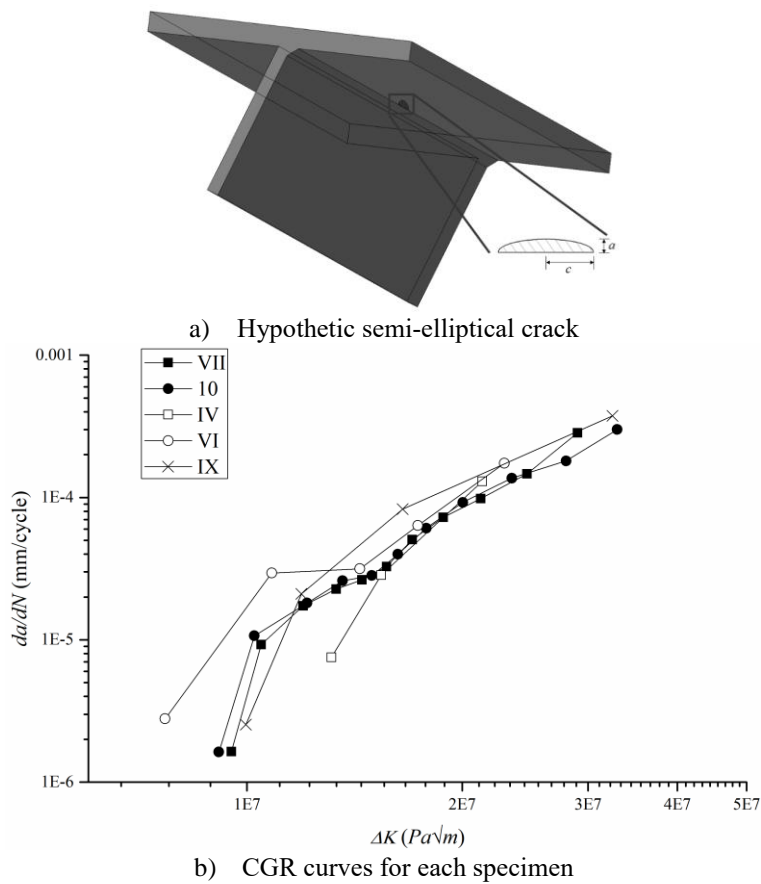 a
c
a) Hypothetic semi-elliptical crack
0.001
VII
10
IV
VI
IX
1E-4
da/dN (mm/cycle)
1E-5
1E-6
1E7 2E7 3E7 4E7 5E7
ΔK (Pa√m)
b) CGR curves for each specimen